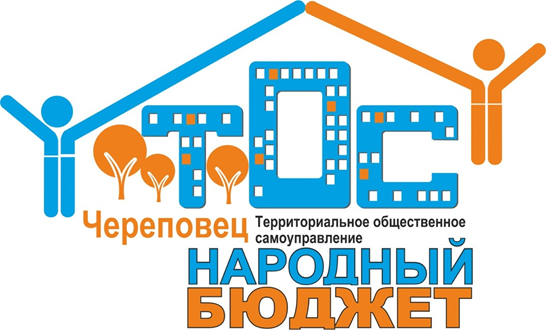 ТОС
Череповец
Территориальное общественное
самоуправление
НАРОДНЫЙ
БЮДЖЕТ